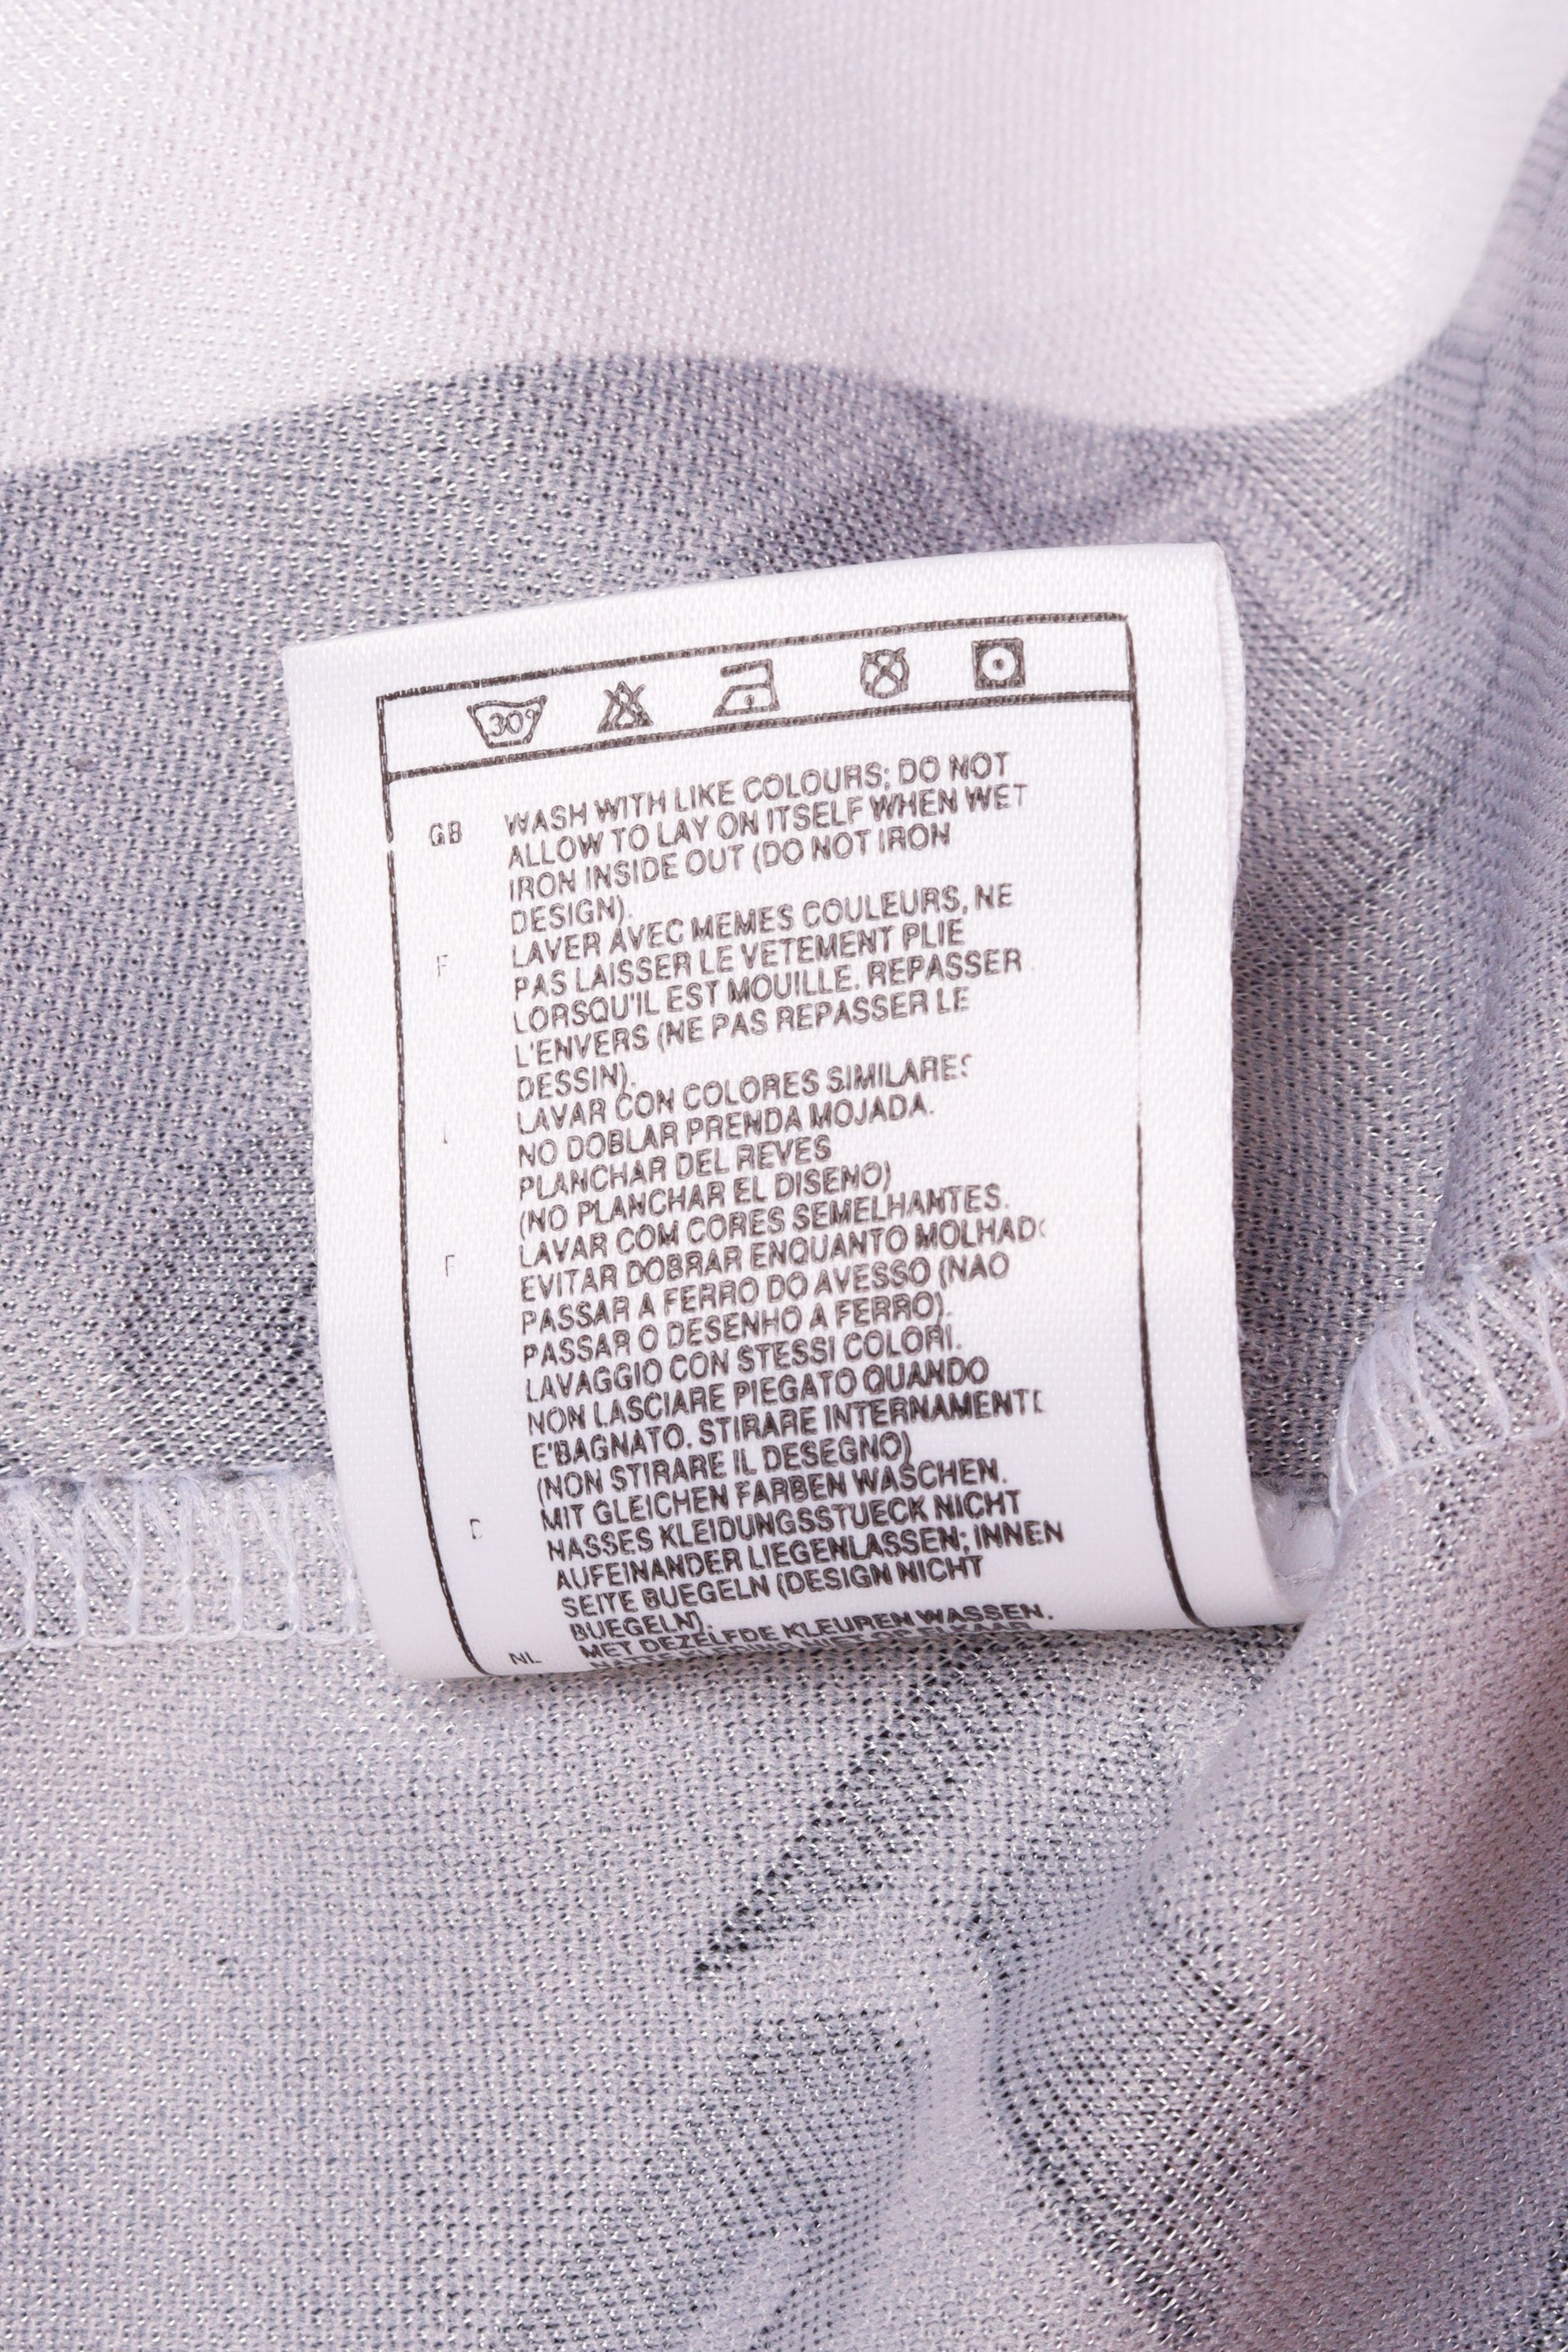 30°
GB WASH WITH LIKE COLOURS; DO NOT
ALLOW TO LAY ON ITSELF WHEN WET
IRON INSIDE OUT (DO NOT IRON
DESIGN).
F LAVER AVEC MEMES COULEURS, NE
PAS LAISSER LE VETEMENT PLIE
LORSQU'IL EST MOUILLE. REPASSER
L'ENVERS (NE PAS REPASSER LE
DESSIN).
LAVAR CON COLORES SIMILARES
NO DOBLAR PRENDA MOJADA.
PLANCHAR DEL REVES
(NO PLANCHAR EL DISENO)
LAVAR COM CORES SEMELHANTES.
EVITAR DOBRAR ENQUANTO MOLHADO
PASSAR A FERRO DO AVESSO (NAO
PASSAR O DESENHO A FERRO).
LAVAGGIO CON STESSI COLORI.
NON LASCIARE PIEGATO QUANDO
E'BAGNATO. STIRARE INTERNAMENTE
(NON STIRARE IL DESEGNO)
D MIT GLEICHEN FARBEN WASCHEN.
NASSES KLEIDUNGSSTUECK NICHT
AUFEINANDER LIEGENLASSEN; INNEN
SEITE BUEGELN (DESIGN NICHT
BUEGELN).
NL MET DEZELFDE KLEUREN WASSEN.